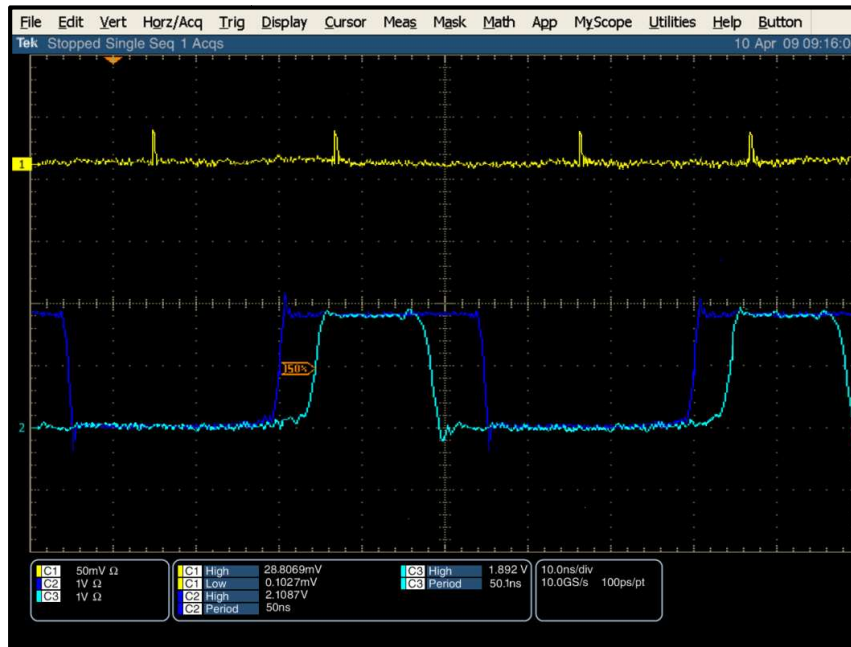 File Edit Vert Horz/Acq Trig Display Cursor Meas Mask Math App MyScope Utilities Help Button
Tek Stopped Single Seq 1 Acqs 10 Apr 09 09:16:0
1
50%
2
C1 50mV Ω
C2 1V Ω
C3 1V Ω
C1 High 28.8069mV
C1 Low 0.1027mV
C2 High 2.1087V
C2 Period 50ns
C3 High 1.892 V
C3 Period 50.1ns
10.0ns/div
10.0GS/s 100ps/pt